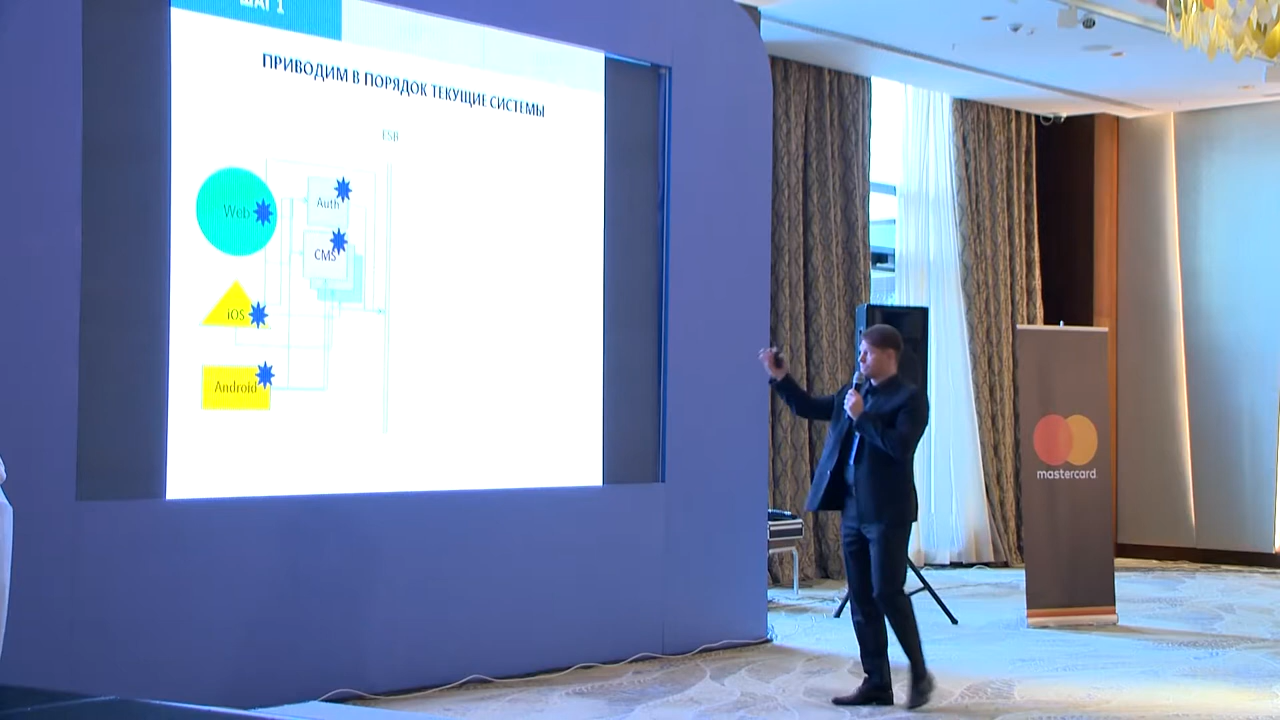 ШАГ 1
ПРИВОДИМ В ПОРЯДОК ТЕКУЩИЕ СИСТЕМЫ
ESB
Web
Auth
CMS
iOS
Android
mastercard